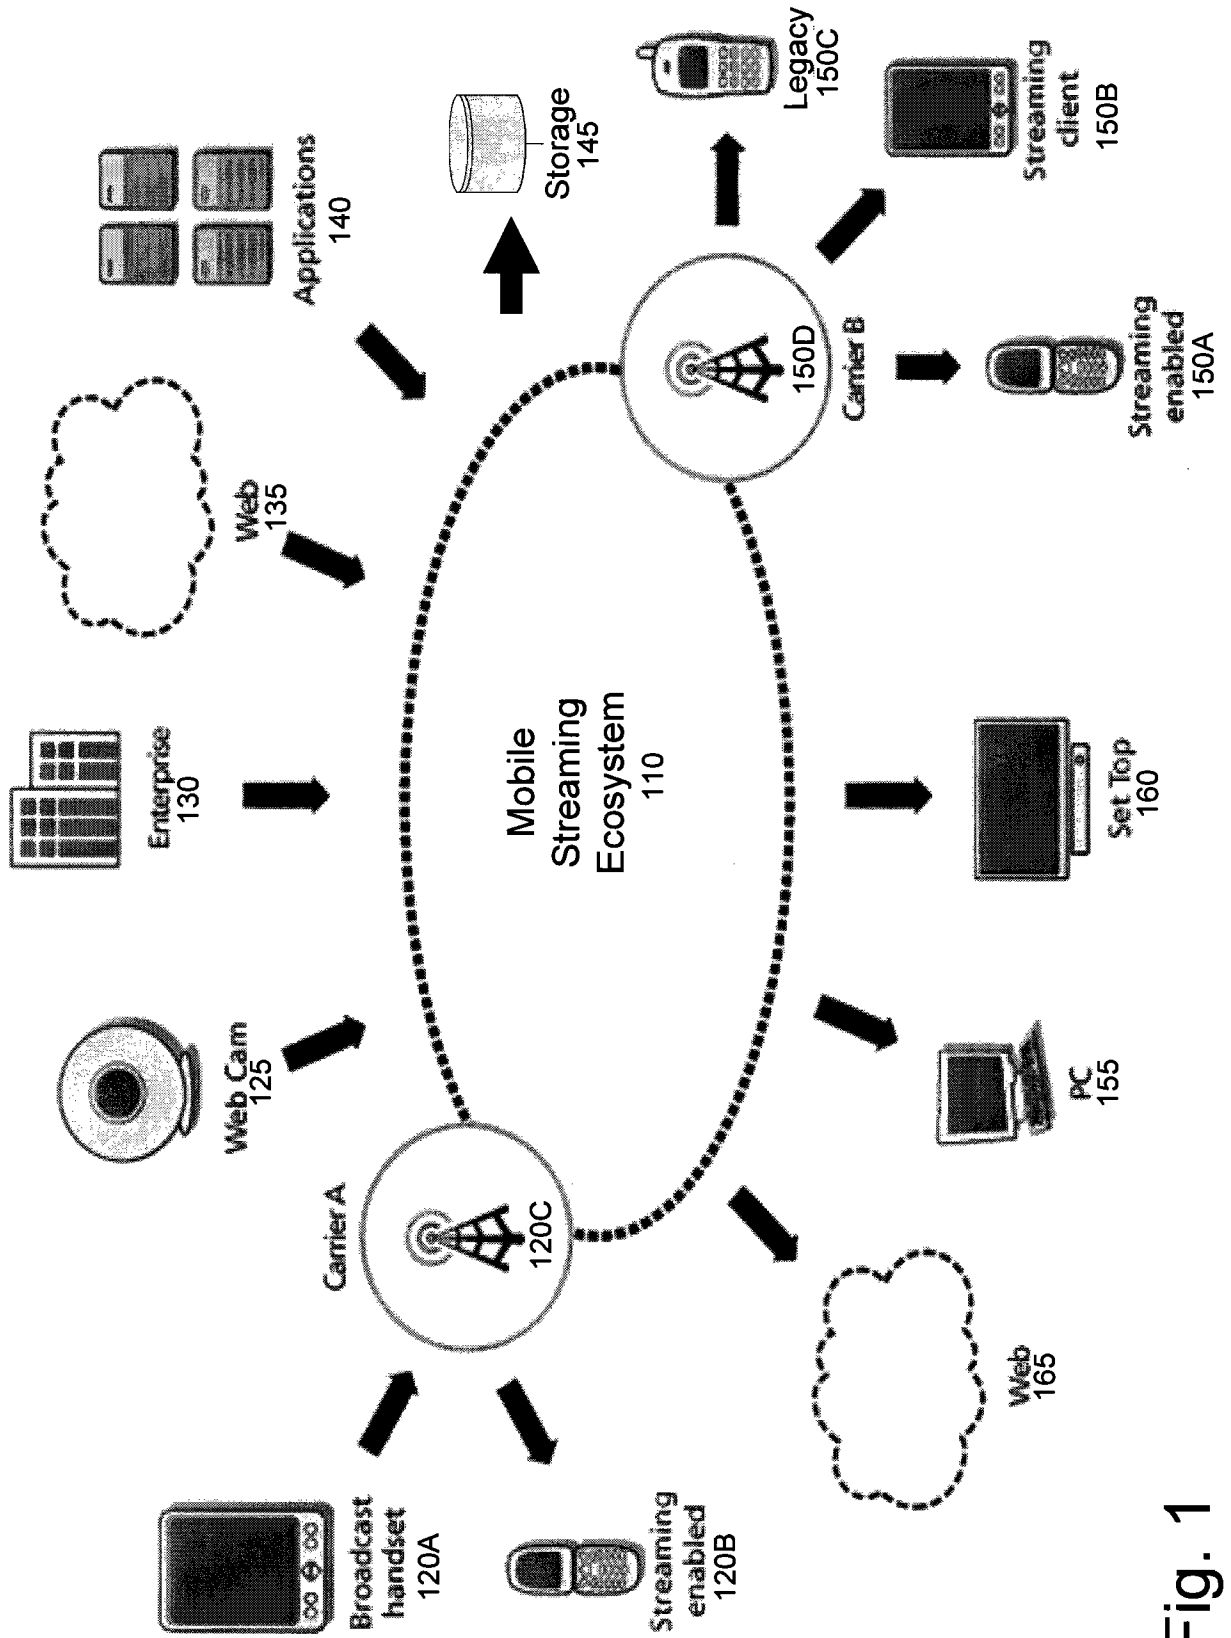 Broadcast
handset
120A
Streaming
enabled
120B
Carrier A
120C
Web Cam
125
Enterprise
130
Web
135
Applications
140
Storage
145
Mobile
Streaming
Ecosystem
110
150D
Carrier B
Legacy
150C
Streaming
client
150B
Streaming
enabled
150A
Set Top
160
PC
155
Web
165
Fig. 1